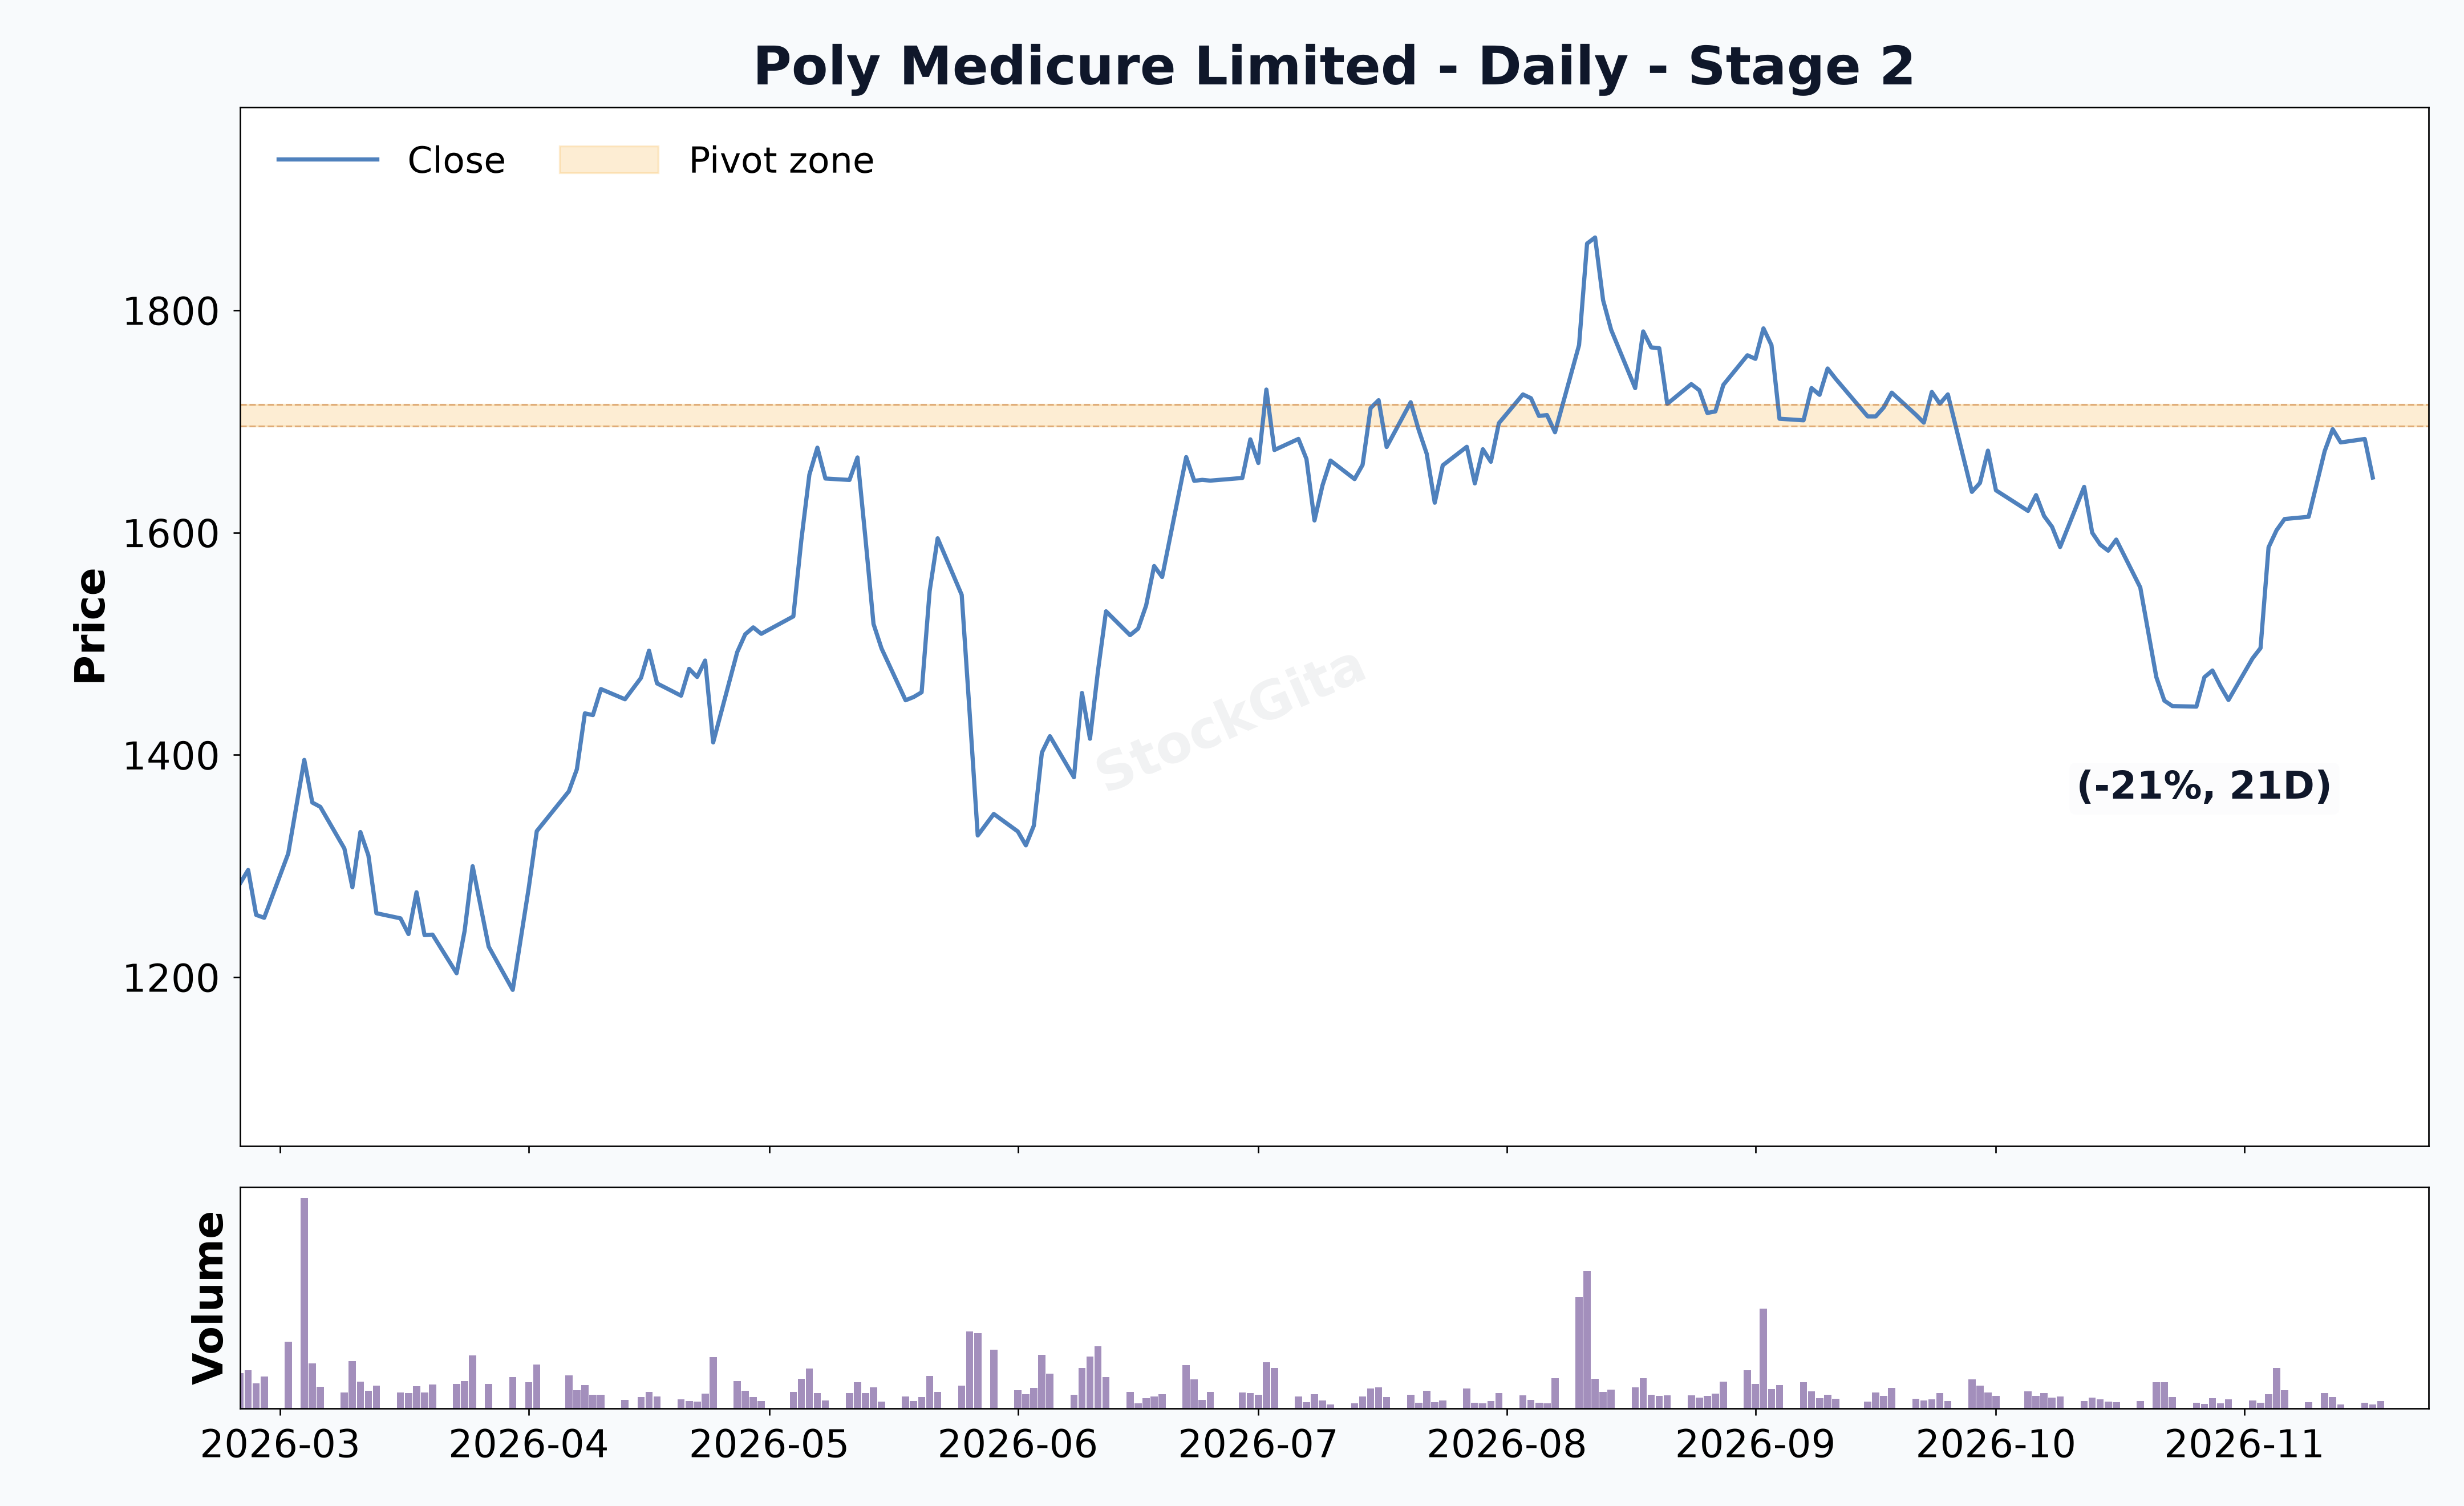 Poly Medicure Limited - Daily - Stage 2
Close
Pivot zone
Price
1800
1600
1400
1200
StockGita
(-21%, 21D)
Volume
2026-03
2026-04
2026-05
2026-06
2026-07
2026-08
2026-09
2026-10
2026-11